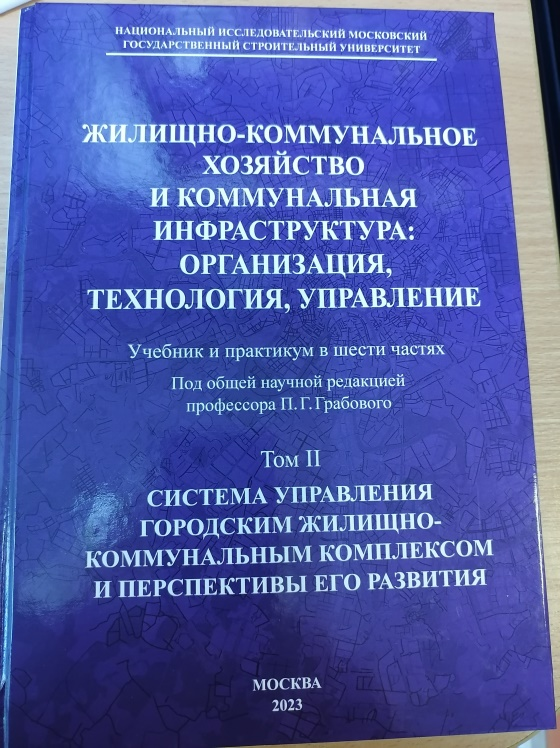 НАЦИОНАЛЬНЫЙ ИССЛЕДОВАТЕЛЬСКИЙ МОСКОВСКИЙ
ГОСУДАРСТВЕННЫЙ СТРОИТЕЛЬНЫЙ УНИВЕРСИТЕТ
ЖИЛИЩНО-КОММУНАЛЬНОЕ
ХОЗЯЙСТВО
И КОММУНАЛЬНАЯ
ИНФРАСТРУКТУРА:
ОРГАНИЗАЦИЯ,
ТЕХНОЛОГИЯ, УПРАВЛЕНИЕ
Учебник и практикум в шести частях
Под общей научной редакцией
профессора П. Г. Грабового
Том II
СИСТЕМА УПРАВЛЕНИЯ
ГОРОДСКИМ ЖИЛИЩНО-
КОММУНАЛЬНЫМ КОМПЛЕКСОМ
И ПЕРСПЕКТИВЫ ЕГО РАЗВИТИЯ
МОСКВА
2023